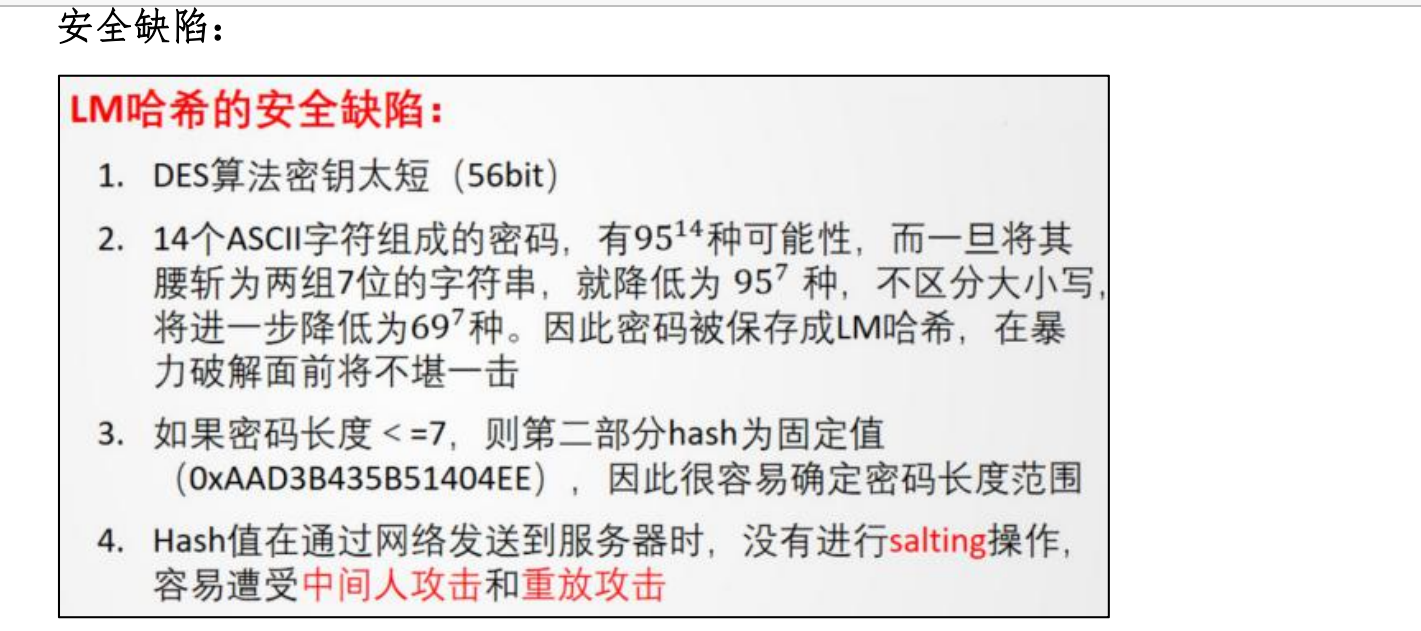 安全缺陷：
LM哈希的安全缺陷：
1. DES算法密钥太短（56bit）
2. 14个ASCII字符组成的密码，有95¹⁴种可能性，而一旦将其
腰斩为两组7位的字符串，就降低为 95⁷ 种，不区分大小写，
将进一步降低为69⁷种。因此密码被保存成LM哈希，在暴
力破解面前将不堪一击
3. 如果密码长度 < =7，则第二部分hash为固定值
（0xAAD3B435B51404EE），因此很容易确定密码长度范围
4. Hash值在通过网络发送到服务器时，没有进行salting操作，
容易遭受中间人攻击和重放攻击